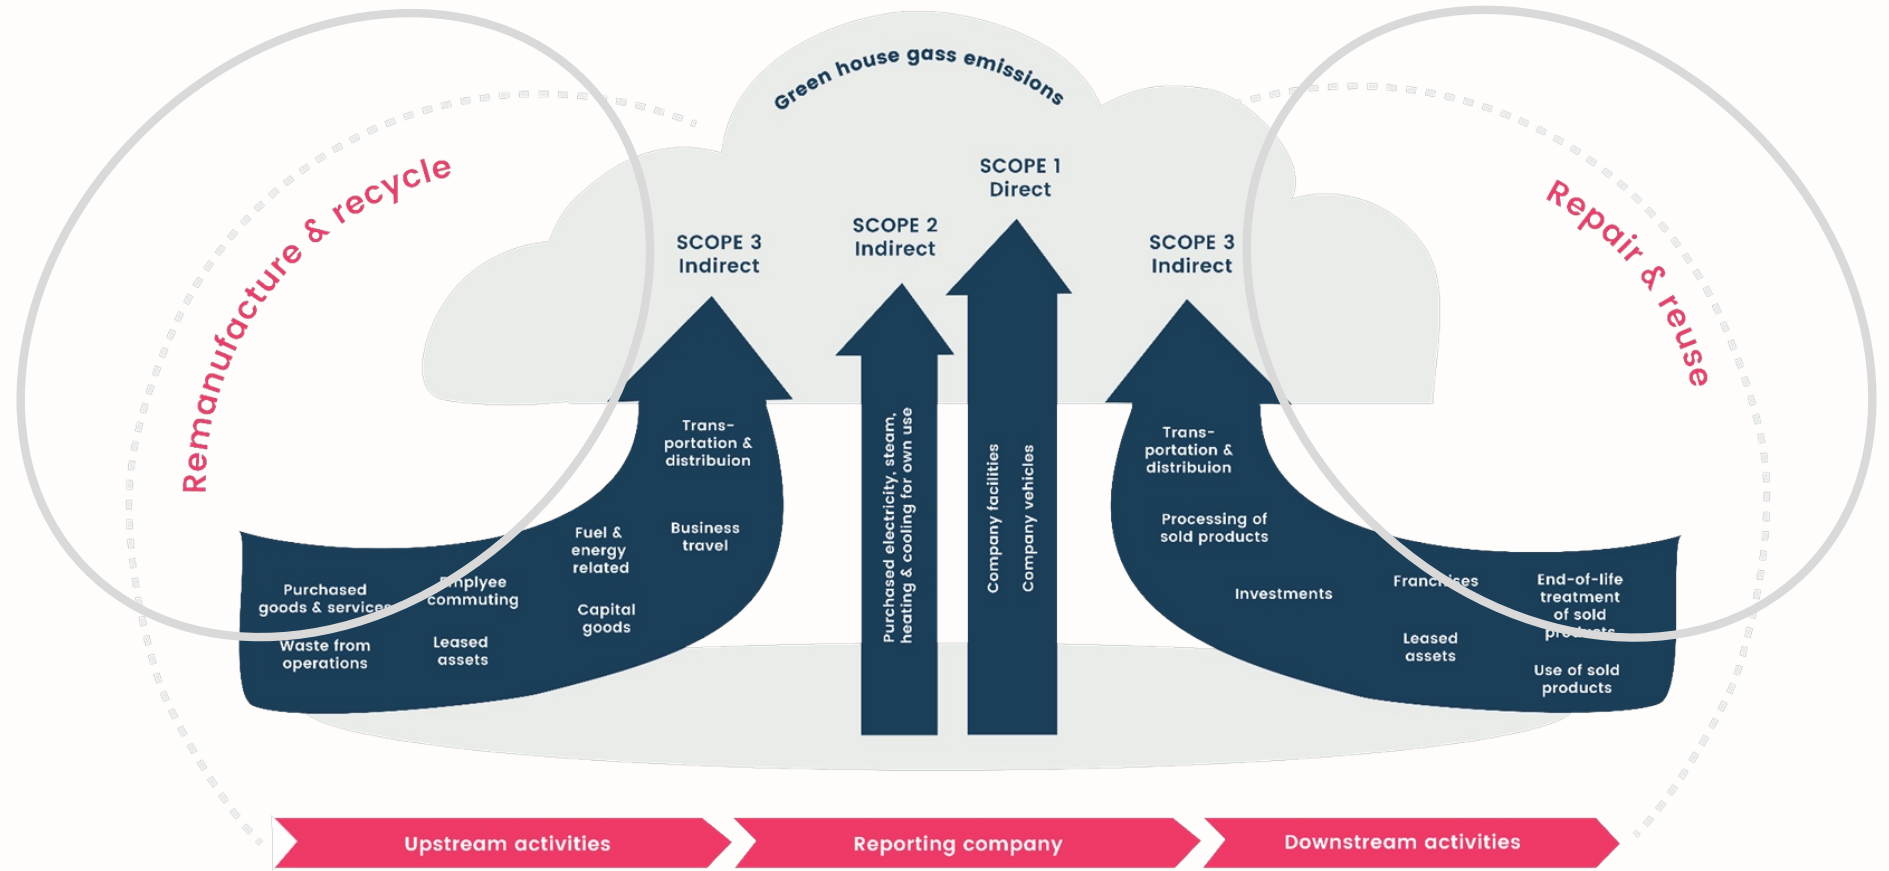 Green house gass emissions
Remanufacture & recycle
Repair & reuse
SCOPE 3
Indirect
SCOPE 2
Indirect
SCOPE 1
Direct
SCOPE 3
Indirect
Trans-
portation &
distribuion
Business
travel
Fuel &
energy
related
Capital
goods
Emplyee
commuting
Leased
assets
Purchased
goods & services
Waste from
operations
Purchased electricity, steam,
heating & cooling for own use
Company facilities
Company vehicles
Trans-
portation &
distribuion
Processing of
sold products
Investments
Franchises
Leased
assets
End-of-life
treatment
of sold
products
Use of sold
products
Upstream activities
Reporting company
Downstream activities